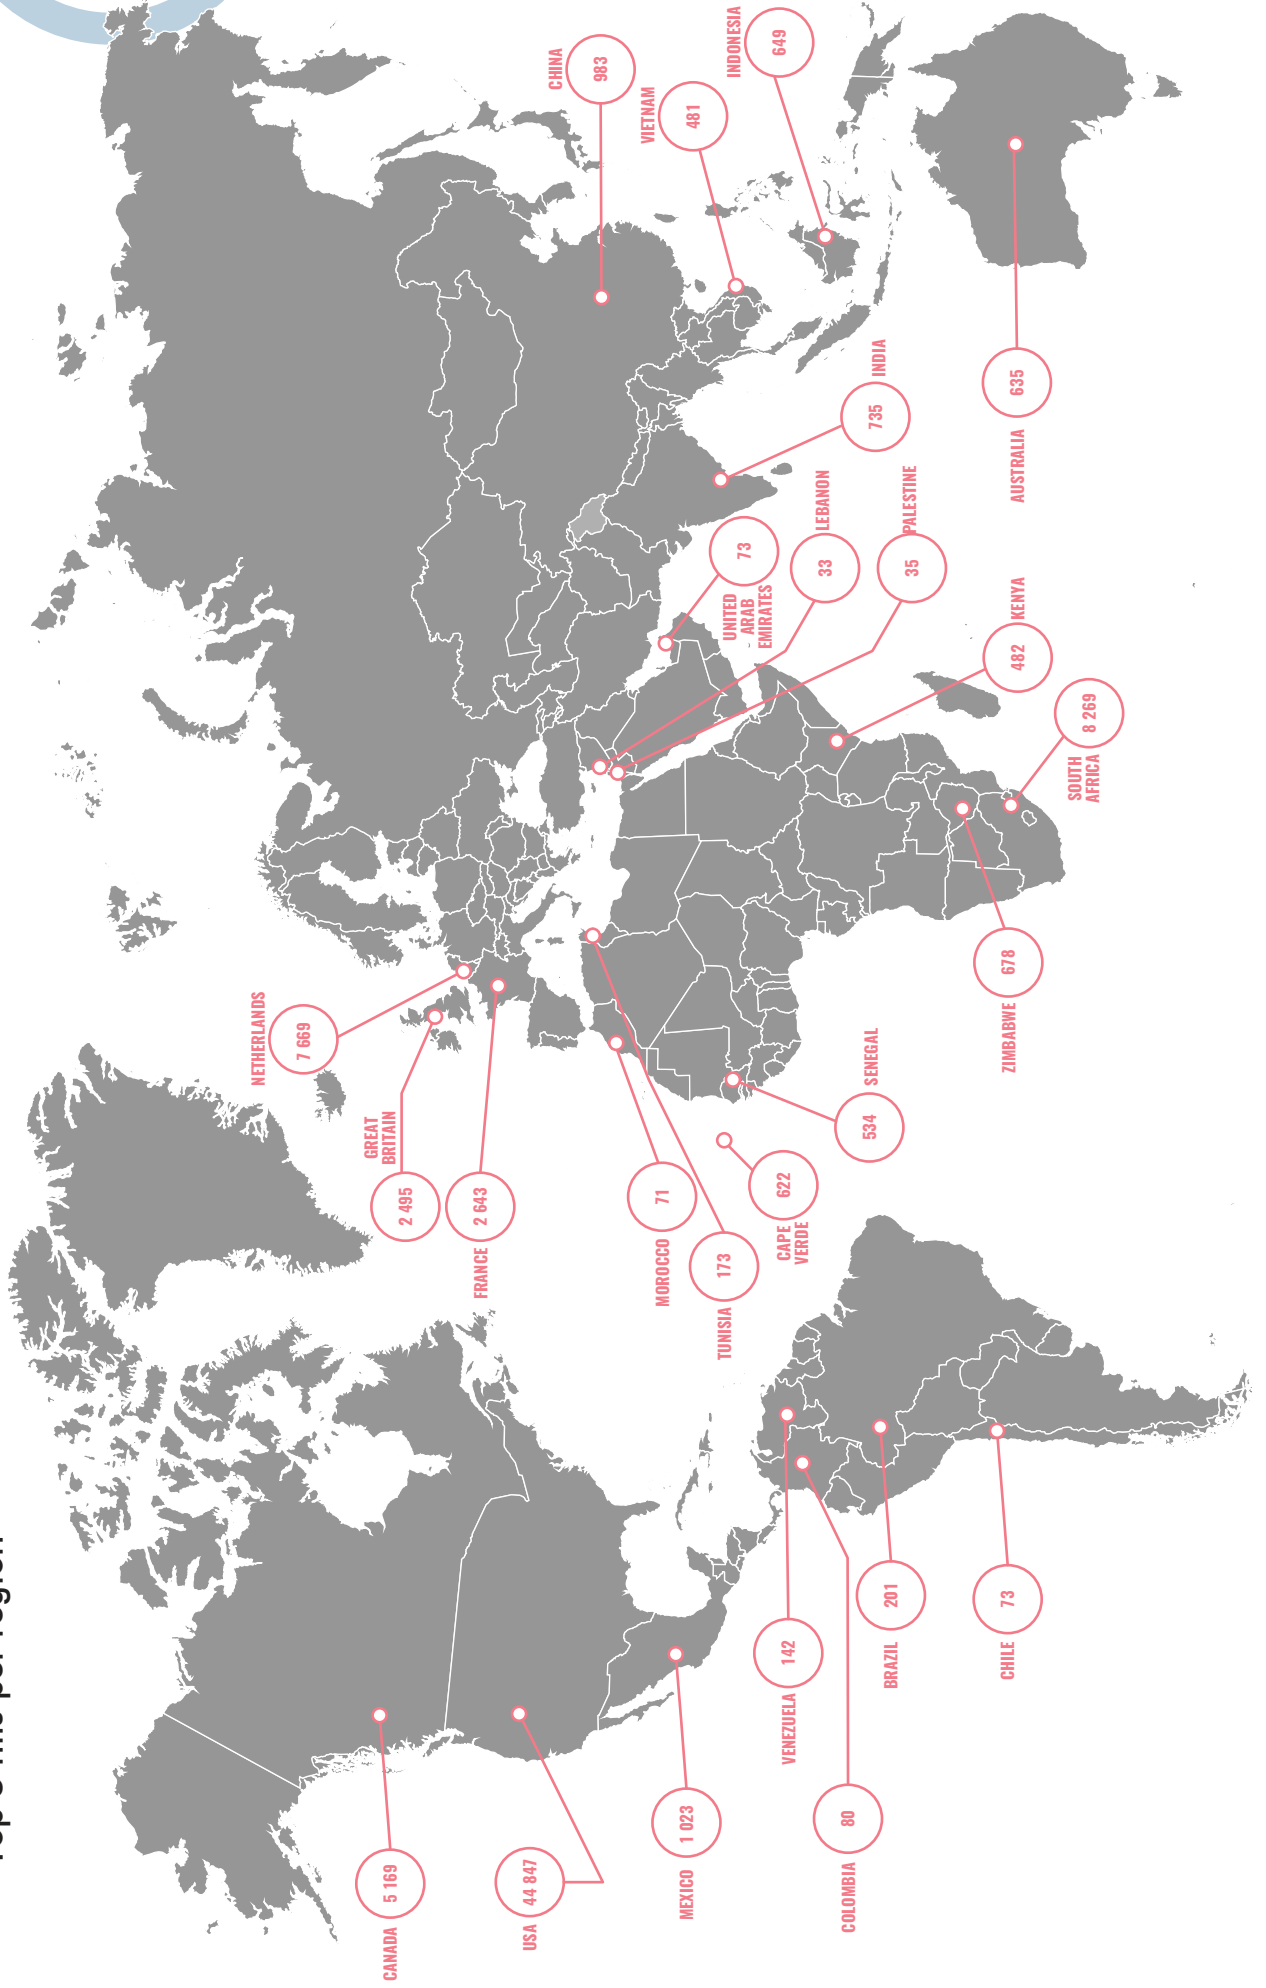 per region
NETHERLANDS
7 669
GREAT
BRITAIN
2 495
CANADA
5 169
FRANCE
2 643
USA
44 847
CHINA
983
VIETNAM
481
MOROCCO
71
MEXICO
1 023
TUNISIA
173
UNITED
ARAB
EMIRATES
73
INDONESIA
649
CAPE
VERDE
622
VENEZUELA
142
LEBANON
33
COLOMBIA
80
SENEGAL
534
INDIA
735
BRAZIL
201
PALESTINE
35
CHILE
73
ZIMBABWE
678
KENYA
482
AUSTRALIA
635
SOUTH
AFRICA
8 269